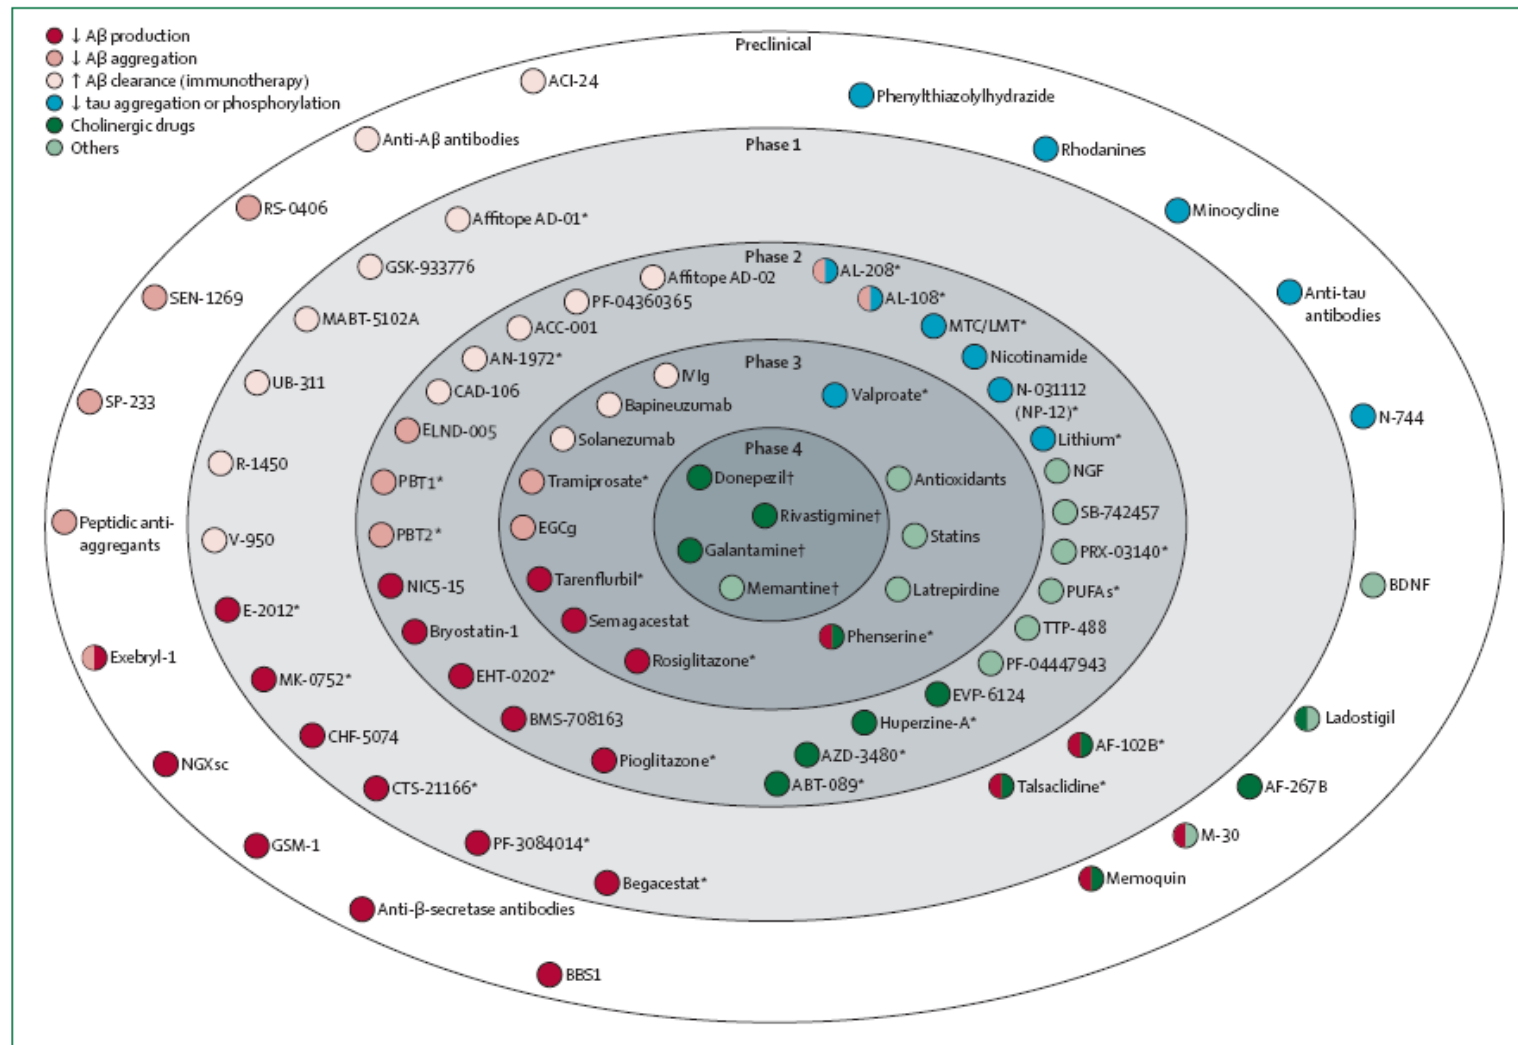 ↓ Aβ production
↓ Aβ aggregation
↑ Aβ clearance (immunotherapy)
↓ tau aggregation or phosphorylation
Cholinergic drugs
Others
Preclinical
ACI-24
Phenylthiazolylhydrazide
Anti-Aβ antibodies
Rhodanines
RS-0406
Minocycline
SEN-1269
Anti-tau
antibodies
SP-233
N-744
Peptidic anti-
aggregants
BDNF
Exebryl-1
Ladostigil
NGXsc
AF-267B
GSM-1
M-30
Memoquin
Anti-β-secretase antibodies
BBS1
Phase 1
Affitope AD-01*
GSK-933776
MABT-5102A
UB-311
R-1450
V-950
E-2012*
MK-0752*
CHF-5074
CTS-21166*
PF-3084014*
Begacestat*
AF-102B*
Talsaclidine*
Phase 2
Affitope AD-02
AL-208*
PF-04360365
AL-108*
ACC-001
MTC/LMT*
AN-1972*
Nicotinamide
CAD-106
N-031112
(NP-12)*
ELND-005
Lithium*
PBT1*
NGF
SB-742457
PBT2*
PRX-03140*
NIC5-15
PUFAs*
Bryostatin-1
TTP-488
EHT-0202*
PF-04447943
BMS-708163
EVP-6124
Pioglitazone*
Huperzine-A*
AZD-3480*
ABT-089*
Phase 3
IVIg
Valproate*
Bapineuzumab
Solanezumab
Tramiprosate*
Antioxidants
EGCg
Statins
Tarenflurbil*
Latrepirdine
Semagacestat
Phenserine*
Rosiglitazone*
Phase 4
Donepezil†
Rivastigmine†
Galantamine†
Memantine†